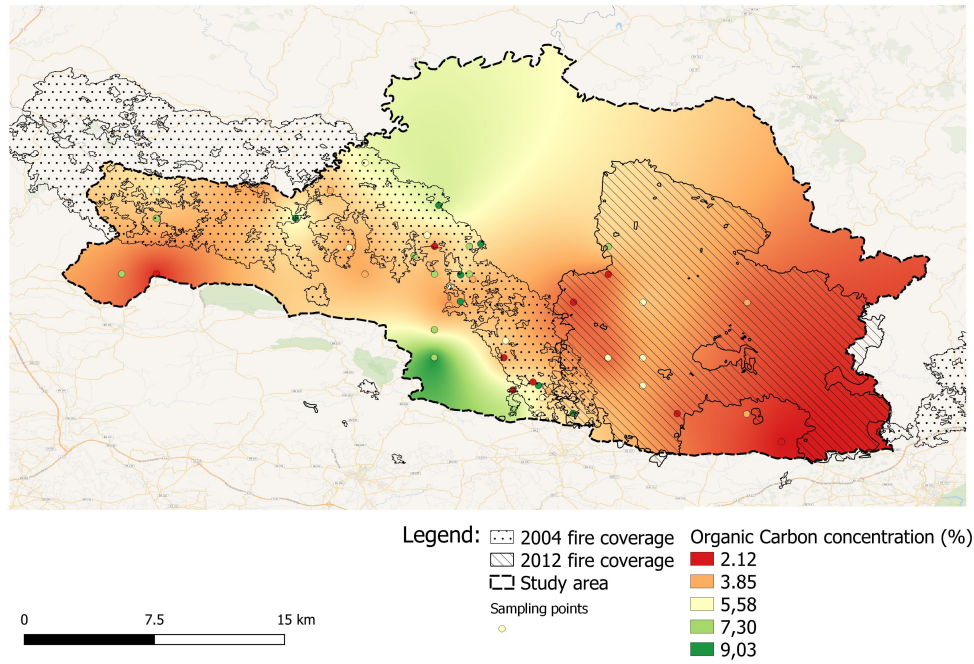 Legend:
2004 fire coverage
2012 fire coverage
Study area
Sampling points
Organic Carbon concentration (%)
2.12
3.85
5,58
7,30
9,03
0 7.5 15 km